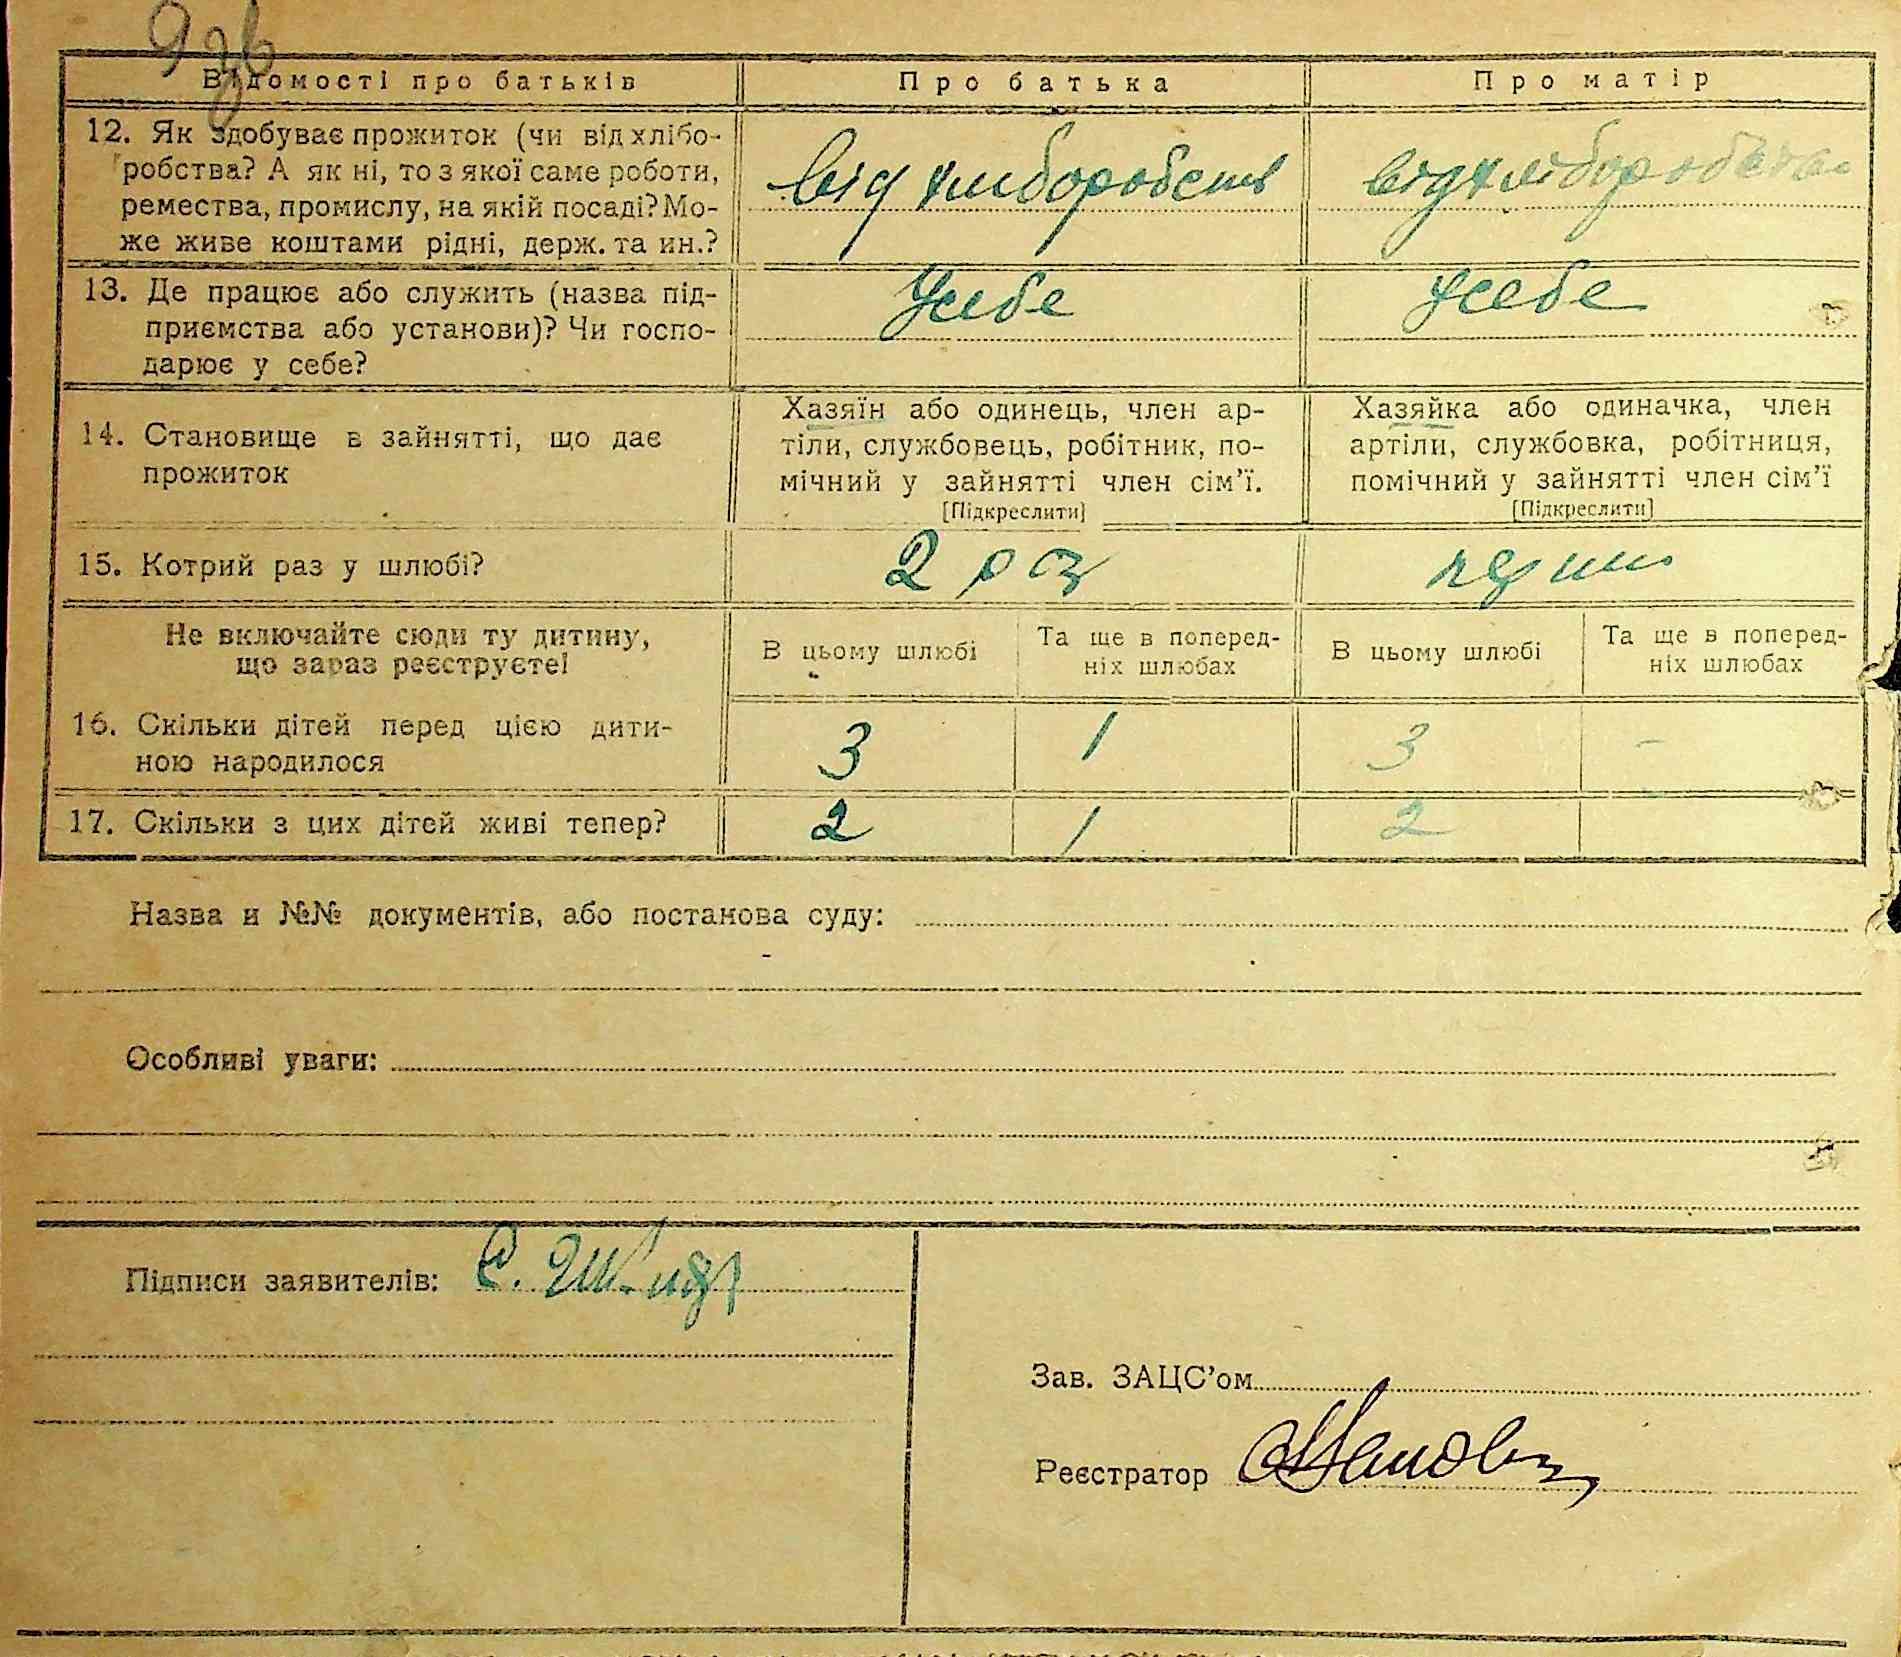 9зв
Відомості про батьків Про батька Про матір
12. Як здобуває прожиток (чи від хлібо-
робства? А як ні, то з якої саме роботи,
ремества, промислу, на якій посаді? Мо-
же живе коштами рідні, держ. та ин.?
від хлиборобств відхліборобства
13. Де працює або служить (назва під-
приємства або установи)? Чи госпо-
дарює у себе?
Усебе усебе
14. Становище в зайнятті, що дає
прожиток
Хазяїн або одинець, член ар-
тіли, службовець, робітник, по-
мічний у зайнятті член сім'ї.
[Підкреслити]
Хазяйка або одиначка, член
артіли, службовка, робітниця,
помічний у зайнятті член сім'ї
[Підкреслити]
15. Котрий раз у шлюбі? 2 раз
Не включайте сюди ту дитину,
що зараз реєструєте!
В цьому шлюбі Та ще в поперед-
ніх шлюбах
В цьому шлюбі Та ще в поперед-
ніх шлюбах
16. Скільки дітей перед цією дити-
ною народилося
3 1 3 -
17. Скільки з цих дітей живі тепер? 2 1 2
Назва и №№ документів, або постанова суду:
Особливі уваги:
Підписи заявителів: Є.
Зав. ЗАЦС'ом
Реєстратор